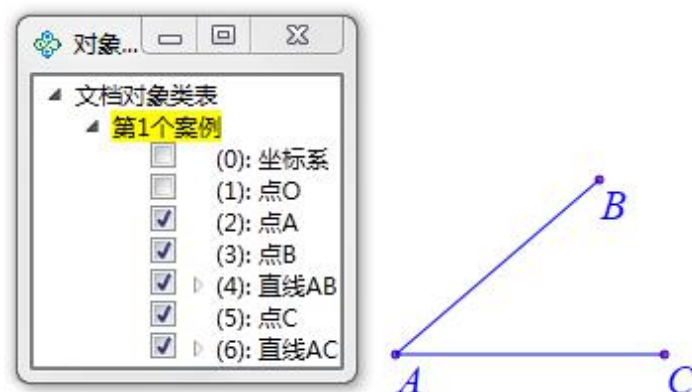 对象...
文档对象类表
第1个案例
(0): 坐标系
(1): 点O
(2): 点A
(3): 点B
(4): 直线AB
(5): 点C
(6): 直线AC
B
A
C